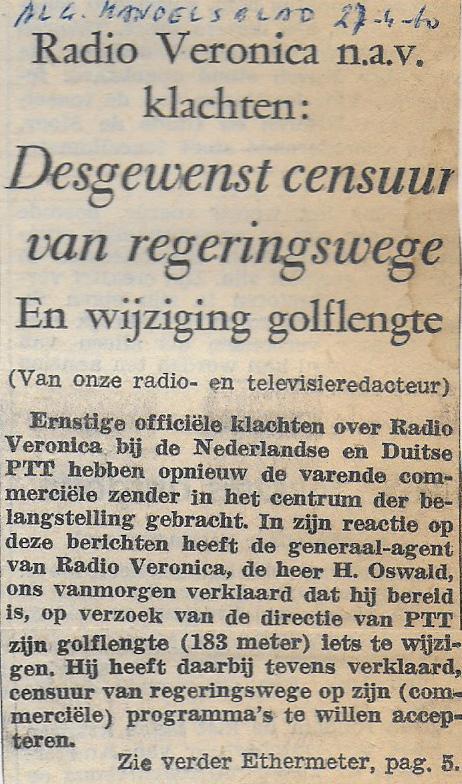 ALG. HANDELSBLAD 27-4-60
Radio Veronica n.a.v.
klachten:
Desgewenst censuur
van regeringswege
En wijziging golflengte
(Van onze radio- en televisieredacteur)
Ernstige officiële klachten over Radio
Veronica bij de Nederlandse en Duitse
PTT hebben opnieuw de varende com-
merciële zender in het centrum der be-
langstelling gebracht. In zijn reactie op
deze berichten heeft de generaal-agent
van Radio Veronica, de heer H. Oswald,
ons vanmorgen verklaard dat hij bereid
is, op verzoek van de directie van PTT
zijn golflengte (183 meter) iets te wijzi-
gen. Hij heeft daarbij tevens verklaard,
censuur van regeringswege op zijn (com-
merciële) programma's te willen accep-
teren.
Zie verder Ethermeter, pag. 5.